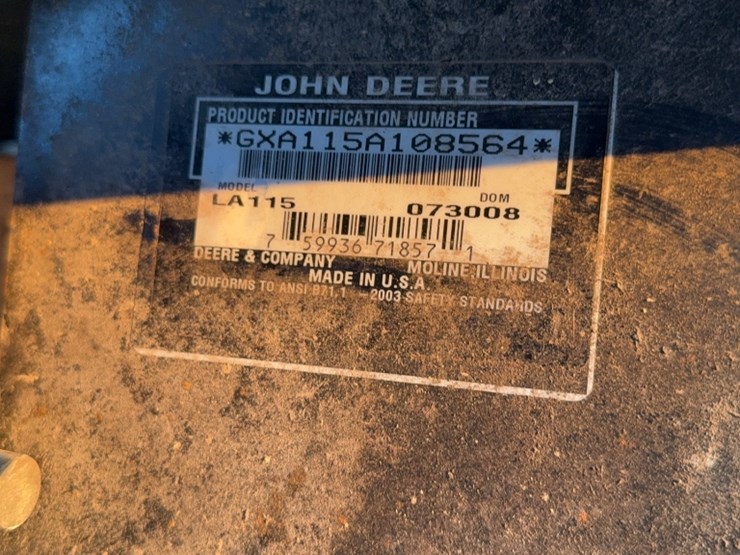 JOHN DEERE
PRODUCT IDENTIFICATION NUMBER
*GXA115A108564*
MODEL DOM
LA115 073008
7 59936 71857 1
DEERE & COMPANY MOLINE ILLINOIS
MADE IN U.S.A.
CONFORMS TO ANSI B71.1 - 2003 SAFETY STANDARDS